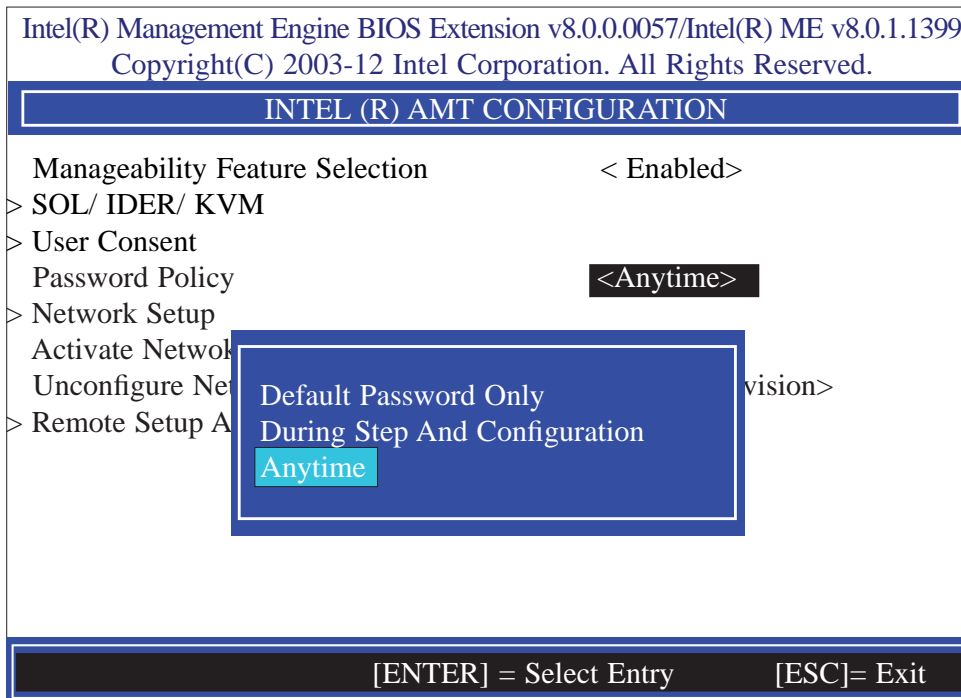 Intel(R) Management Engine BIOS Extension v8.0.0.0057/Intel(R) ME v8.0.1.1399
Copyright(C) 2003-12 Intel Corporation. All Rights Reserved.
INTEL (R) AMT CONFIGURATION
Manageability Feature Selection < Enabled>
> SOL/ IDER/ KVM
> User Consent
Password Policy <Anytime>
> Network Setup
Activate Netwok
Unconfigure Net vision>
> Remote Setup A
Default Password Only
During Step And Configuration
Anytime
[ENTER] = Select Entry [ESC]= Exit